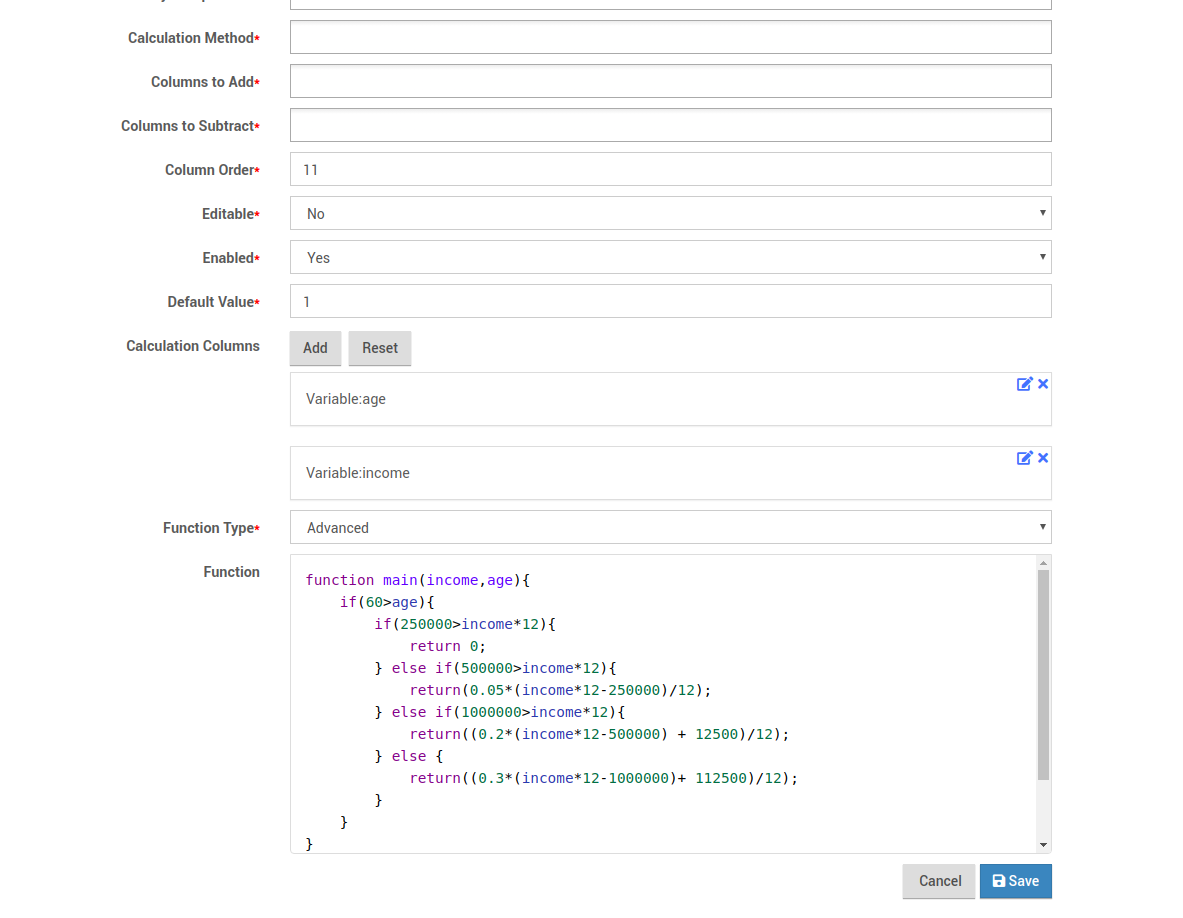 Calculation Method*
Columns to Add*
Columns to Subtract*
Column Order* 11
Editable* No
Enabled* Yes
Default Value* 1
Calculation Columns Add Reset
Variable:age
Variable:income
Function Type* Advanced
Function
function main(income,age){
    if(60>age){
        if(250000>income*12){
            return 0;
        } else if(500000>income*12){
            return(0.05*(income*12-250000)/12);
        } else if(1000000>income*12){
            return((0.2*(income*12-500000) + 12500)/12);
        } else {
            return((0.3*(income*12-1000000)+ 112500)/12);
        }
    }
}
Cancel Save